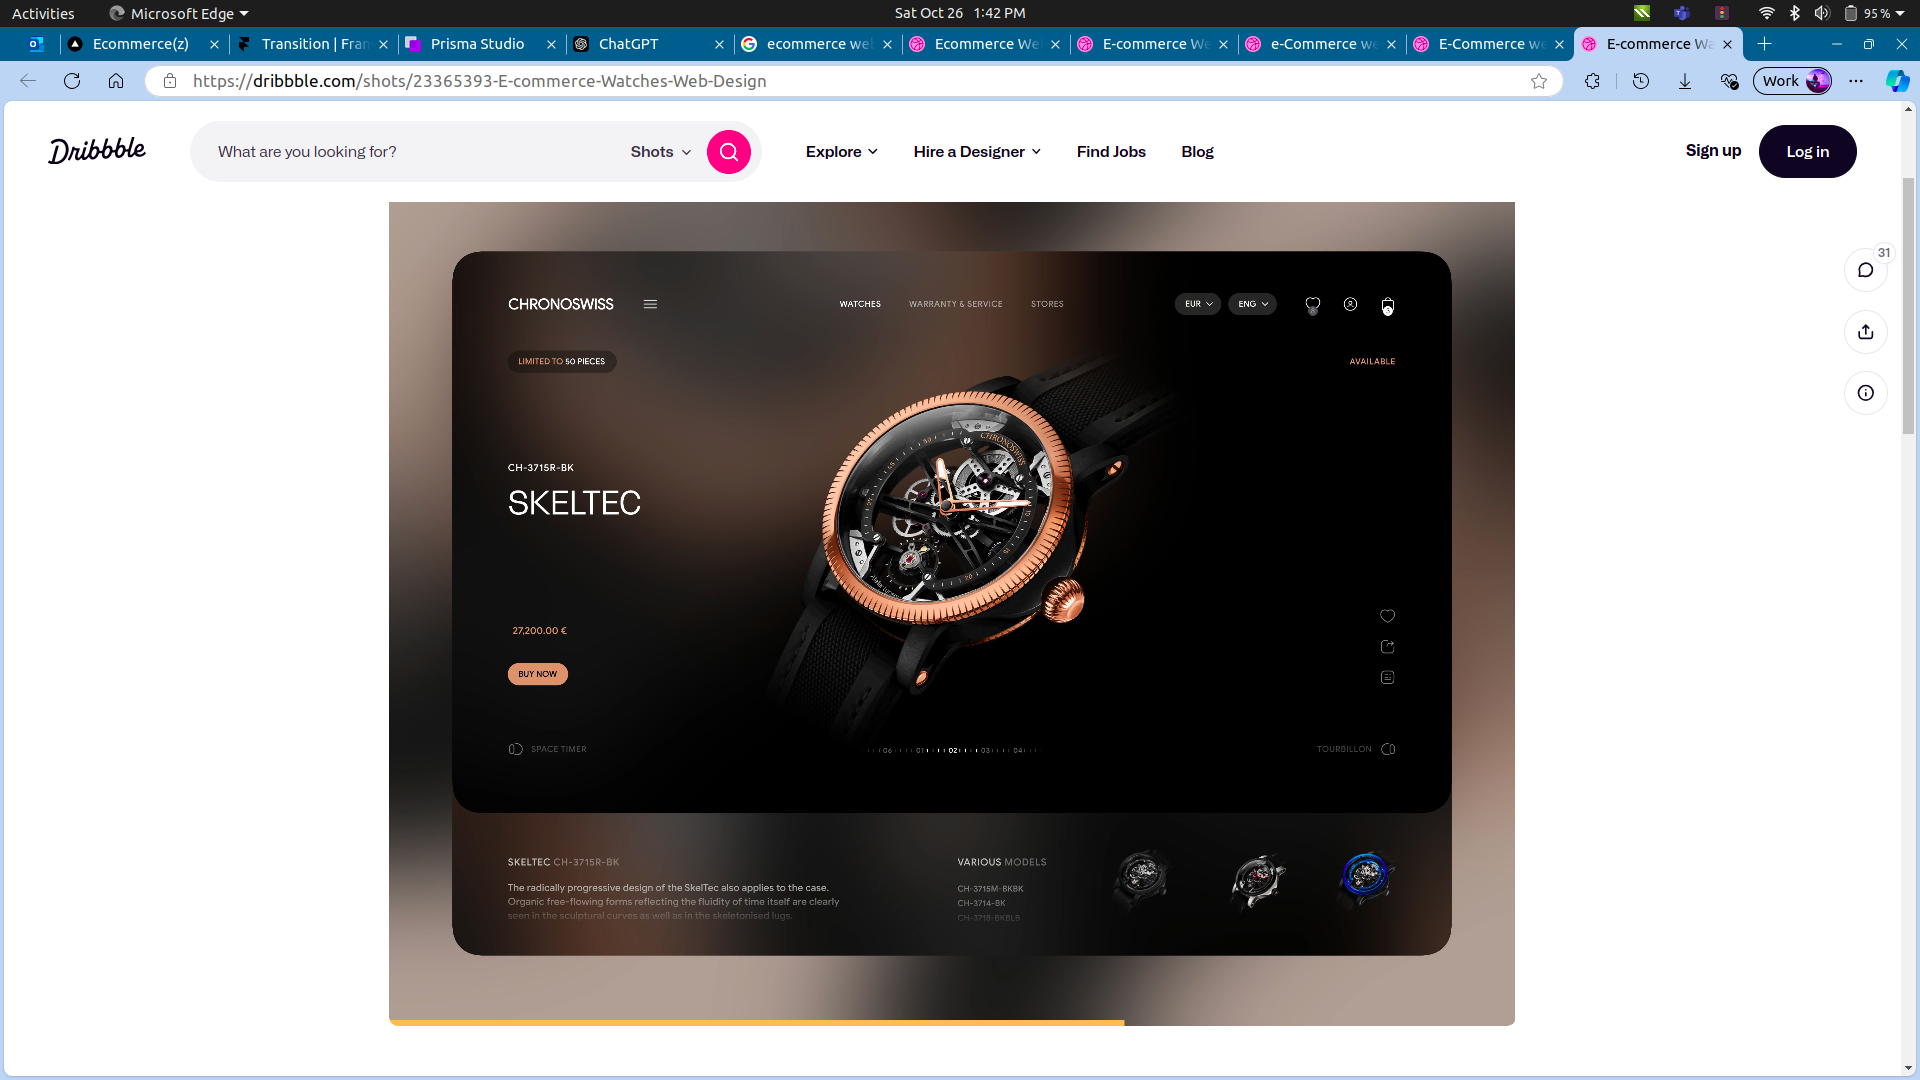 Activities
Microsoft Edge
Sat Oct 26 1:42 PM
95 %
Ecommerce(z)
Transition | Fran
Prisma Studio
ChatGPT
ecommerce web
Ecommerce We
E-commerce We
e-Commerce we
E-Commerce we
E-commerce Wa
https://dribbble.com/shots/23365393-E-commerce-Watches-Web-Design
Work
Dribbble
What are you looking for?
Shots
Explore
Hire a Designer
Find Jobs
Blog
Sign up
Log in
31
CHRONOSWISS
WATCHES
WARRANTY & SERVICE
STORES
EUR
ENG
LIMITED TO 50 PIECES
AVAILABLE
CHRONOSWISS
CH-3715R-BK
SKELTEC
27,200.00 €
BUY NOW
SPACE TIMER
06 01 02 03 04
TOURBILLON
SKELTEC CH-3715R-BK
The radically progressive design of the SkelTec also applies to the case.
Organic free-flowing forms reflecting the fluidity of time itself are clearly
seen in the sculptural curves as well as in the skeletonised lugs.
VARIOUS MODELS
CH-3715M-BKBK
CH-3714-BK
CH-3718-BKBLB